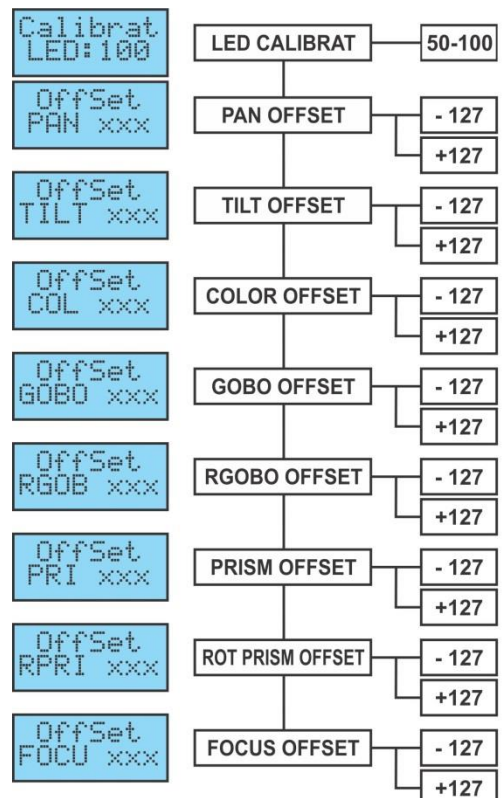 Calibrat
LED:100
LED CALIBRAT
50-100
OffSet
PAN xxx
PAN OFFSET
- 127
+127
OffSet
TILT xxx
TILT OFFSET
- 127
+127
OffSet
COL xxx
COLOR OFFSET
- 127
+127
OffSet
GOBO xxx
GOBO OFFSET
- 127
+127
OffSet
RGOB xxx
RGOBO OFFSET
- 127
+127
OffSet
PRI xxx
PRISM OFFSET
- 127
+127
OffSet
RPRI xxx
ROT PRISM OFFSET
- 127
+127
OffSet
FOCU xxx
FOCUS OFFSET
- 127
+127